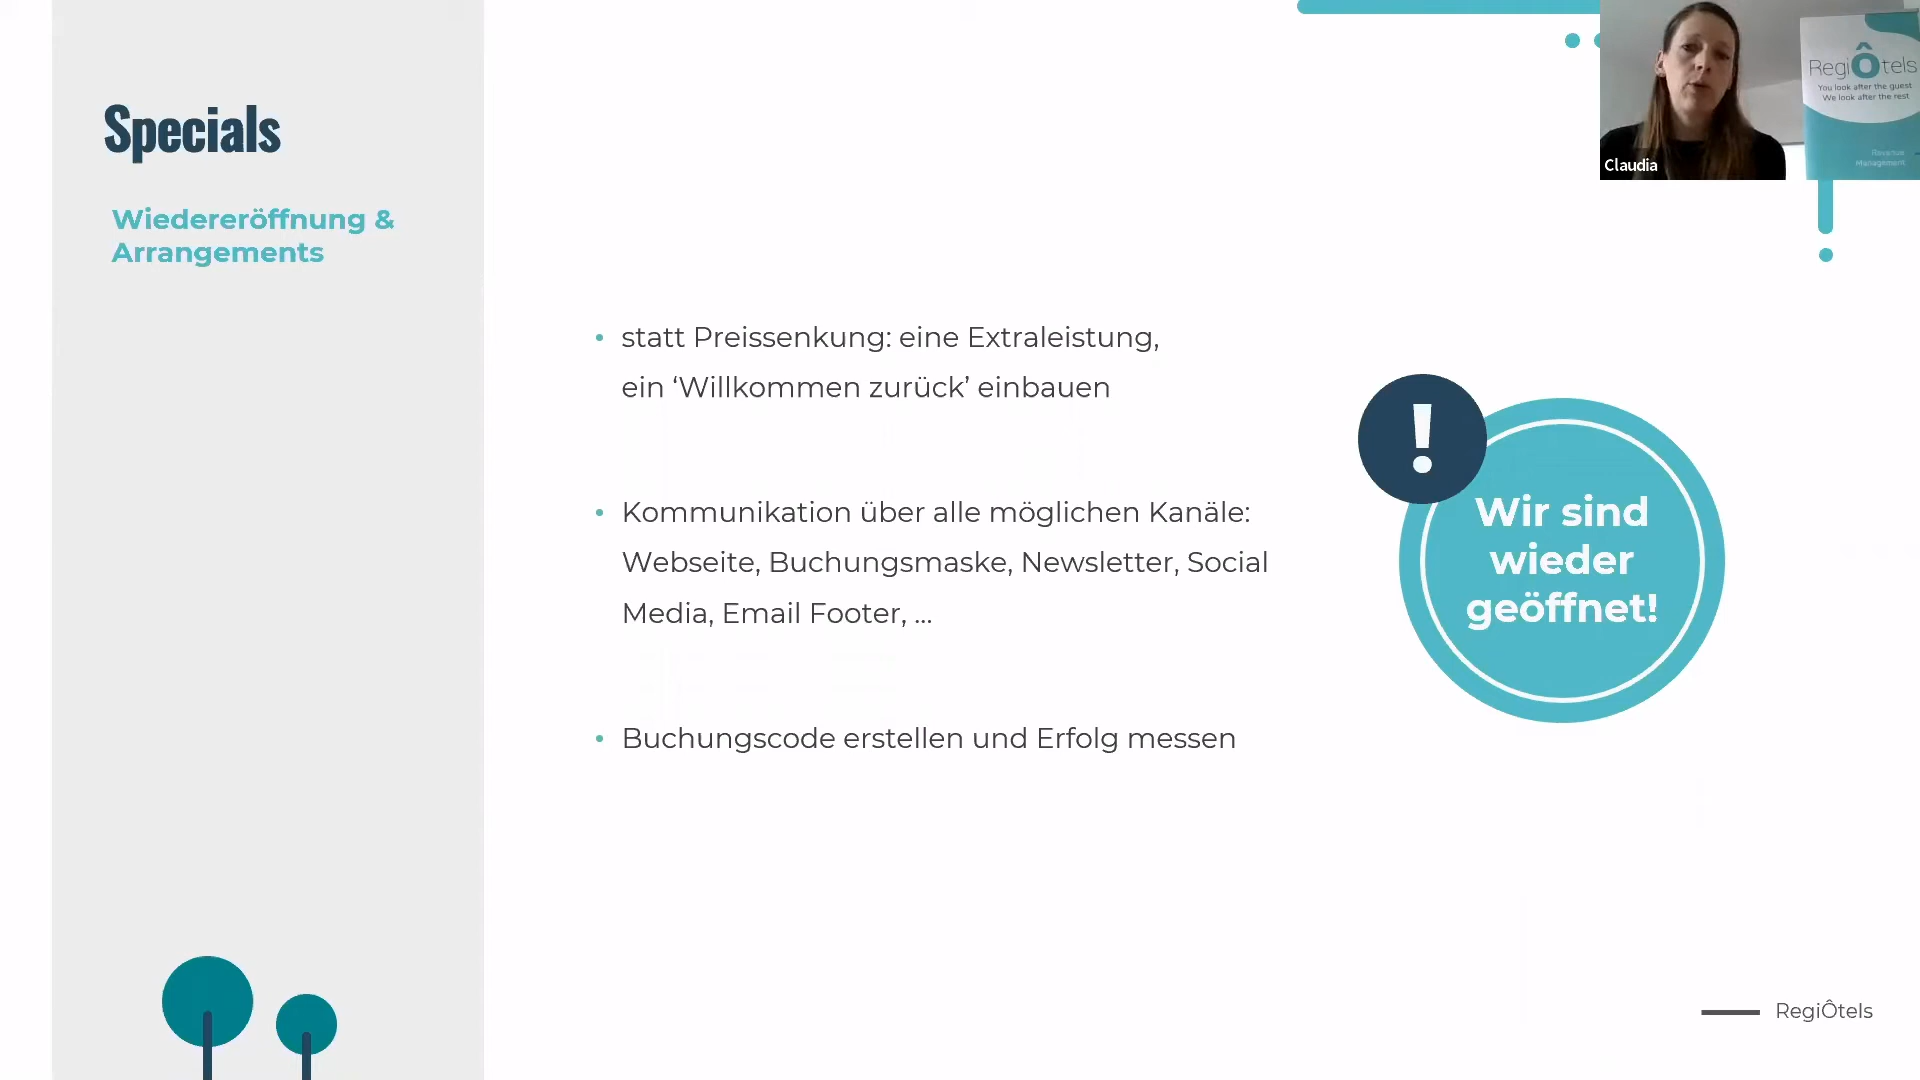 Specials
Wiedereröffnung &
Arrangements
• statt Preissenkung: eine Extraleistung,
ein ‘Willkommen zurück’ einbauen
• Kommunikation über alle möglichen Kanäle:
Webseite, Buchungsmaske, Newsletter, Social
Media, Email Footer, ...
• Buchungscode erstellen und Erfolg messen
!
Wir sind
wieder
geöffnet!
RegiÔtels
You look after the guest
We look after the rest
Revenue
Management
Claudia
RegiÔtels